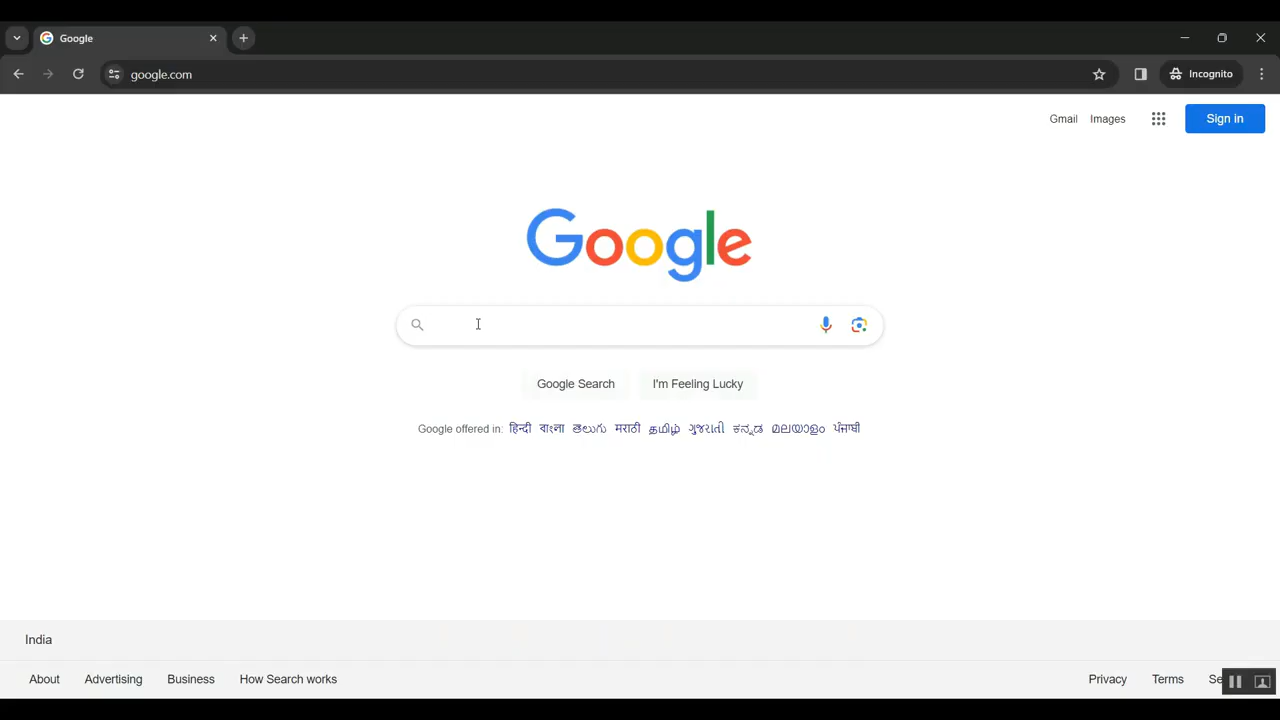 Google
google.com
Incognito
Gmail Images Sign in
Google
Google Search I'm Feeling Lucky
Google offered in: हिन्दी বাংলা తెలుగు मराठी தமிழ் ગુજરાતી ಕನ್ನಡ മലയാളം ਪੰਜਾਬੀ
India
About Advertising Business How Search works Privacy Terms